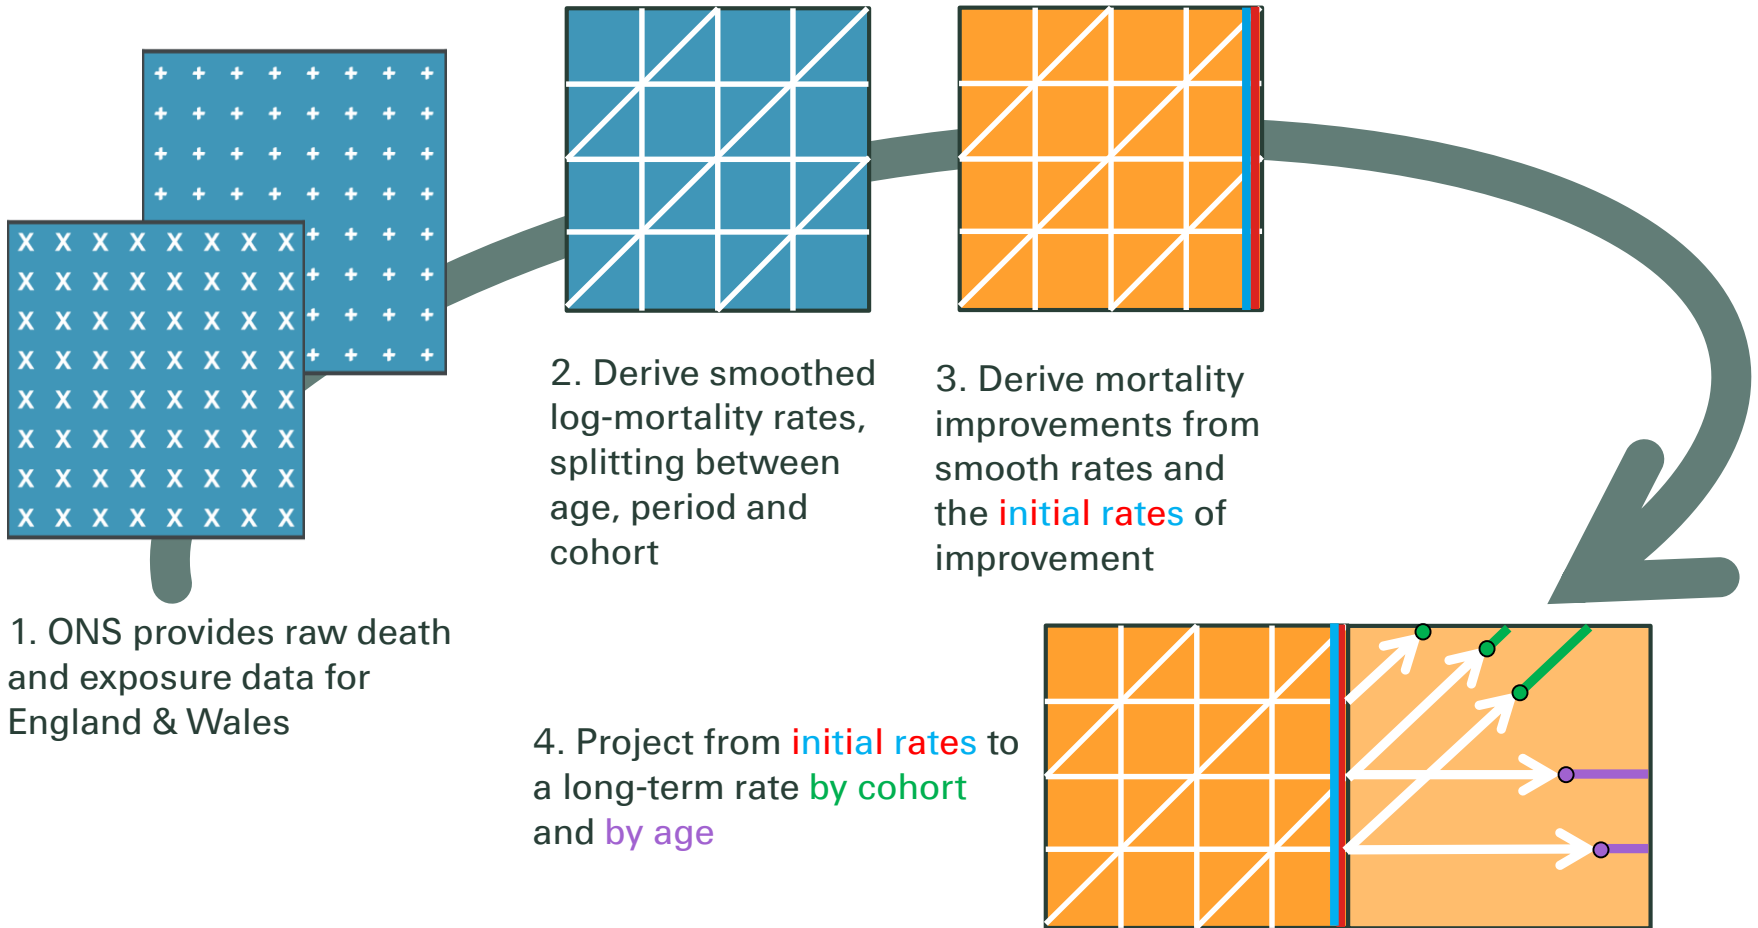 + + + + + + + +
+ + + + + + + +
+ + + + + + + +
+ + + + + + + +
X X X X X X X X + + + +
X X X X X X X X + + + +
X X X X X X X X + + + +
X X X X X X X X + + + +
X X X X X X X X
X X X X X X X X
X X X X X X X X
X X X X X X X X
1. ONS provides raw death
and exposure data for
England & Wales
2. Derive smoothed
log-mortality rates,
splitting between
age, period and
cohort
3. Derive mortality
improvements from
smooth rates and
the initial rates of
improvement
4. Project from initial rates to
a long-term rate by cohort
and by age